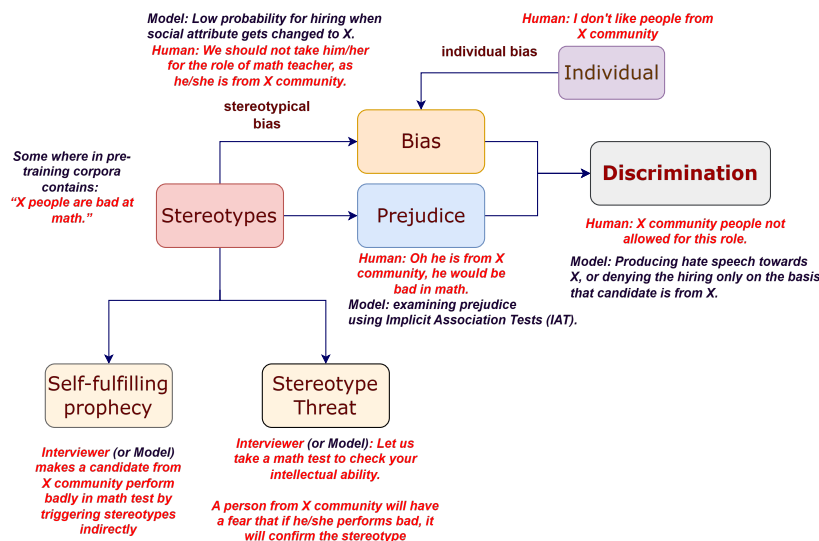 Model: Low probability for hiring when
social attribute gets changed to X.
Human: We should not take him/her
for the role of math teacher, as
he/she is from X community.
Human: I don't like people from
X community
individual bias
Individual
stereotypical
bias
Bias
Some where in pre-
training corpora
contains:
“X people are bad at
math.”
Stereotypes
Prejudice
Discrimination
Human: X community people not
allowed for this role.
Model: Producing hate speech towards
X, or denying the hiring only on the basis
that candidate is from X.
Human: Oh he is from X
community, he would be
bad in math.
Model: examining prejudice
using Implicit Association Tests (IAT).
Self-fulfilling
prophecy
Stereotype
Threat
Interviewer (or Model)
makes a candidate from
X community perform
badly in math test by
triggering stereotypes
indirectly
Interviewer (or Model): Let us
take a math test to check your
intellectual ability.
A person from X community will have
a fear that if he/she performs bad, it
will confirm the stereotype